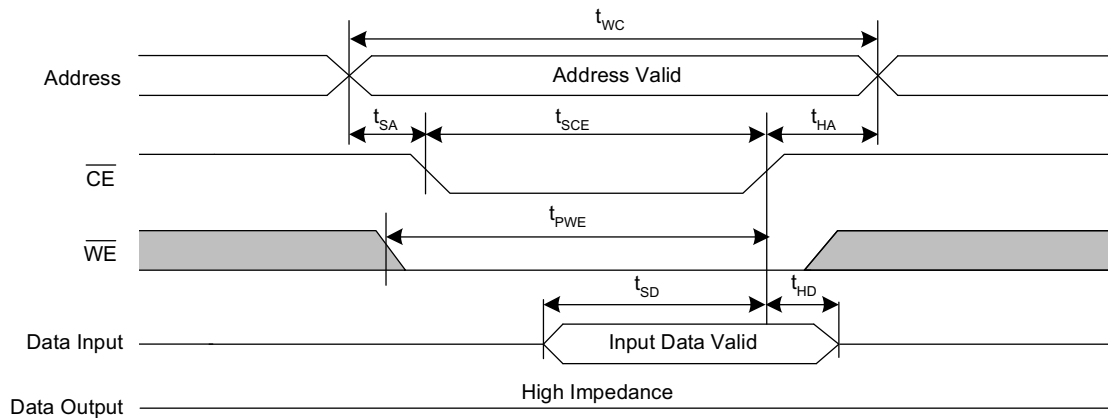 t_WC
Address
Address Valid
t_SA
t_SCE
t_HA
CE
t_PWE
WE
t_SD
t_HD
Data Input
Input Data Valid
High Impedance
Data Output